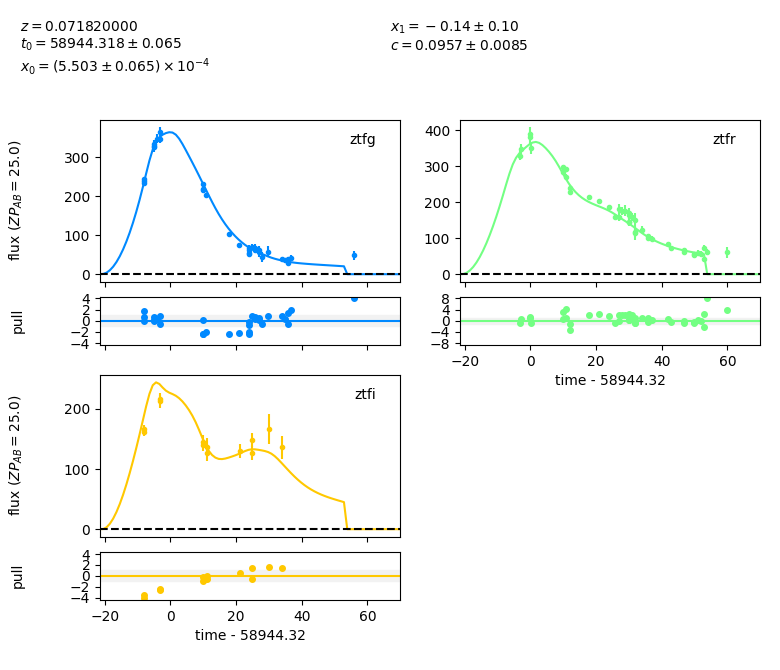 z = 0.071820000
t₀ = 58944.318 ± 0.065
x₀ = (5.503 ± 0.065) × 10⁻⁴
x₁ = −0.14 ± 0.10
c = 0.0957 ± 0.0085
flux (ZP_AB = 25.0)
300
200
100
0
ztfg
400
300
200
100
0
ztfr
pull
4
2
0
−2
−4
8
4
0
−4
−8
−20
0
20
40
60
time - 58944.32
flux (ZP_AB = 25.0)
200
100
0
ztfi
pull
4
2
0
−2
−4
−20
0
20
40
60
time - 58944.32